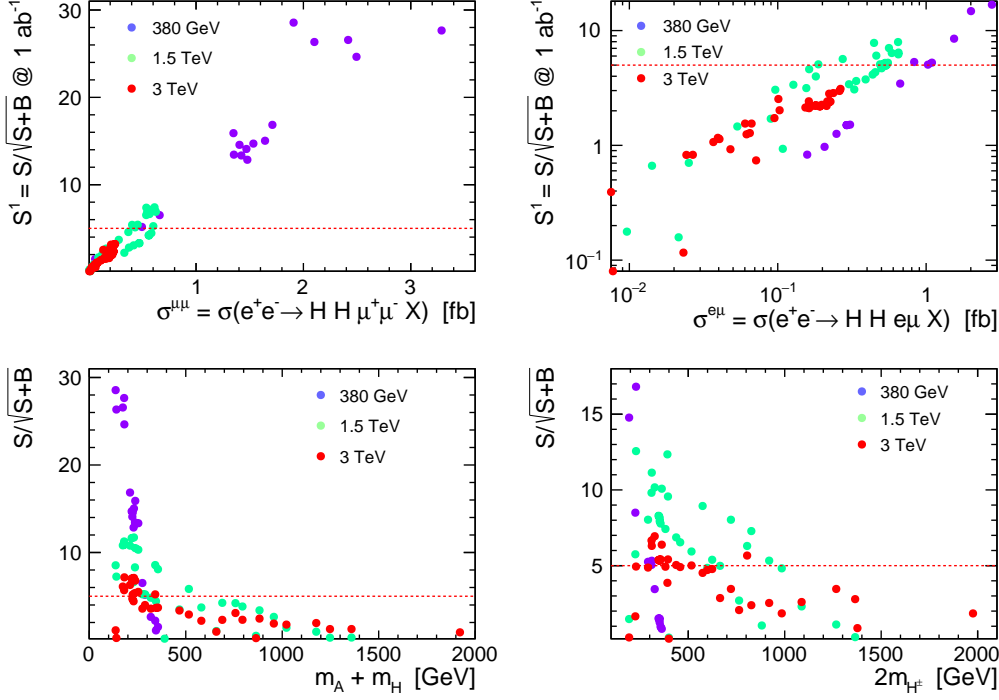 S¹ = S/√S+B @ 1 ab⁻¹
30
20
10
380 GeV
1.5 TeV
3 TeV
1
2
3
σ^μμ = σ(e⁺e⁻→ H H μ⁺μ⁻ X) [fb]
S¹ = S/√S+B @ 1 ab⁻¹
10
1
10⁻¹
380 GeV
1.5 TeV
3 TeV
10⁻²
10⁻¹
1
σ^eμ = σ(e⁺e⁻→ H H eμ X) [fb]
S/√S+B
30
20
10
380 GeV
1.5 TeV
3 TeV
0
500
1000
1500
2000
m_A + m_H [GeV]
S/√S+B
15
10
5
380 GeV
1.5 TeV
3 TeV
500
1000
1500
2000
2m_H± [GeV]